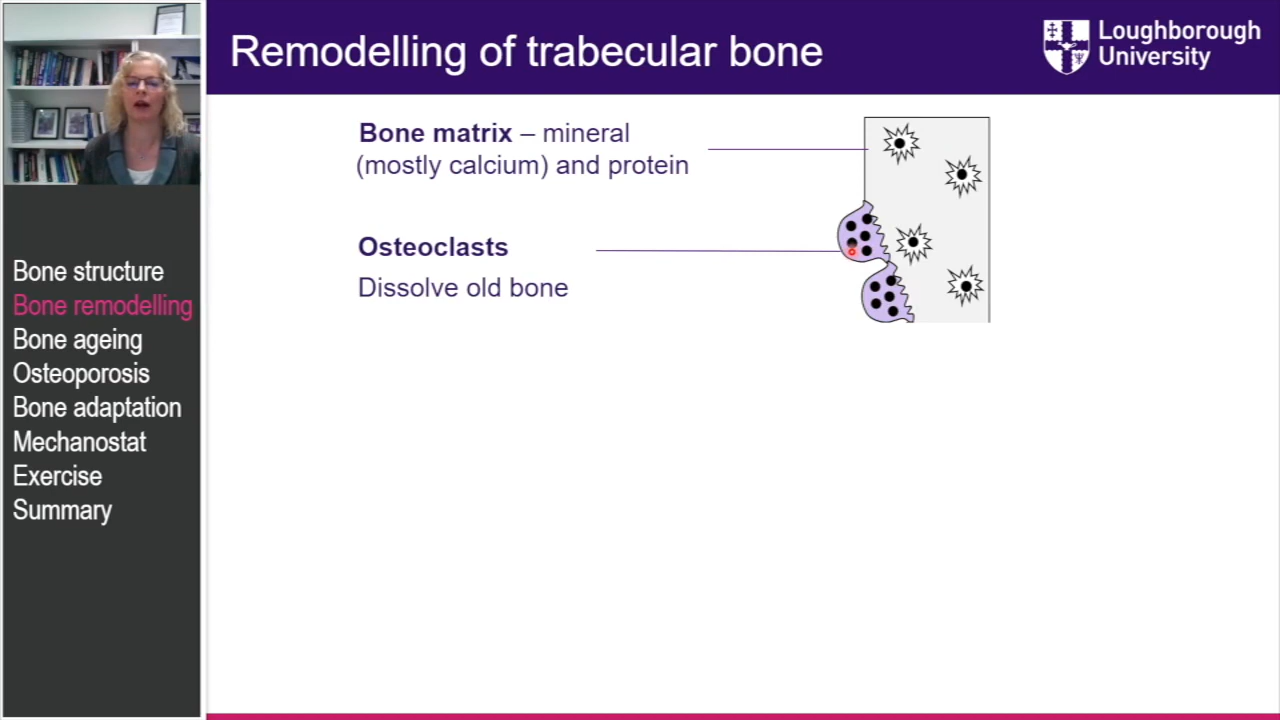 Remodelling of trabecular bone
Loughborough
University
Bone matrix – mineral
(mostly calcium) and protein
Osteoclasts
Dissolve old bone
Bone structure
Bone remodelling
Bone ageing
Osteoporosis
Bone adaptation
Mechanostat
Exercise
Summary